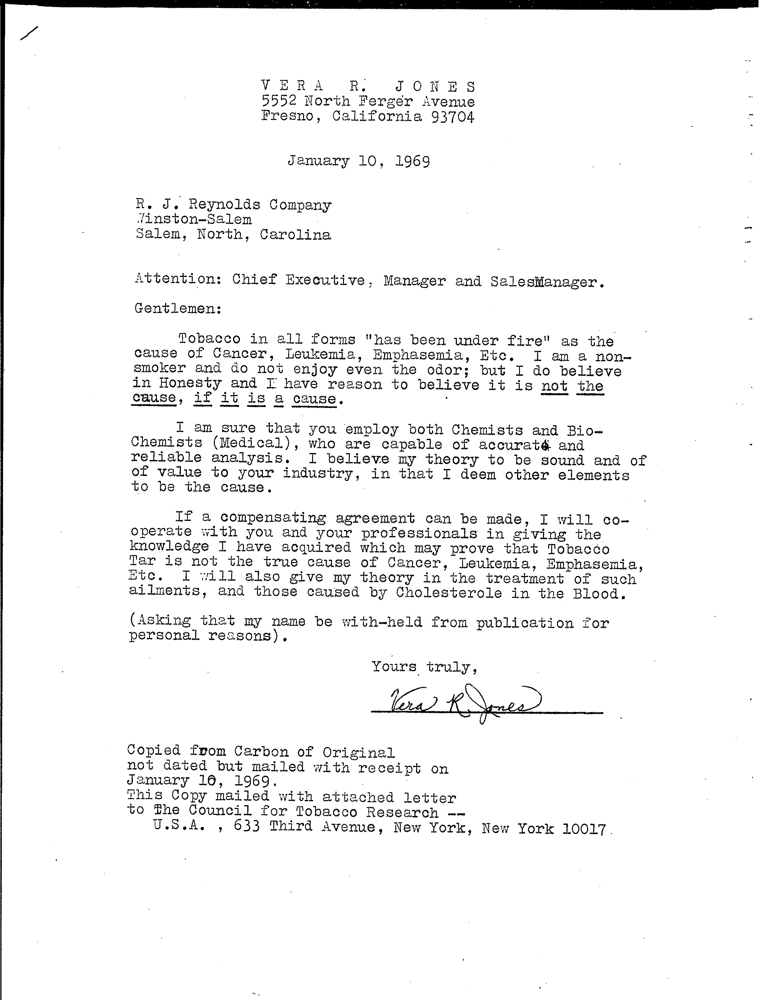 VERA R. JONES
5552 North Ferger Avenue
Fresno, California 93704
January 10, 1969
R. J. Reynolds Company
Winston-Salem
Salem, North, Carolina
Attention: Chief Executive, Manager and SalesManager.
Gentlemen:
Tobacco in all forms "has been under fire" as the
cause of Cancer, Leukemia, Emphasemia, Etc. I am a non-
smoker and do not enjoy even the odor; but I do believe
in Honesty and I have reason to believe it is not the
cause, if it is a cause.
I am sure that you employ both Chemists and Bio-
Chemists (Medical), who are capable of accurate and
reliable analysis. I believe my theory to be sound and of
of value to your industry, in that I deem other elements
to be the cause.
If a compensating agreement can be made, I will co-
operate with you and your professionals in giving the
knowledge I have acquired which may prove that Tobacco
Tar is not the true cause of Cancer, Leukemia, Emphasemia,
Etc. I will also give my theory in the treatment of such
ailments, and those caused by Cholesterole in the Blood.
(Asking that my name be with-held from publication for
personal reasons).
Yours truly,
Vera R Jones
Copied from Carbon of Original
not dated but mailed with receipt on
January 10, 1969.
This Copy mailed with attached letter
to The Council for Tobacco Research --
U.S.A. , 633 Third Avenue, New York, New York 10017.